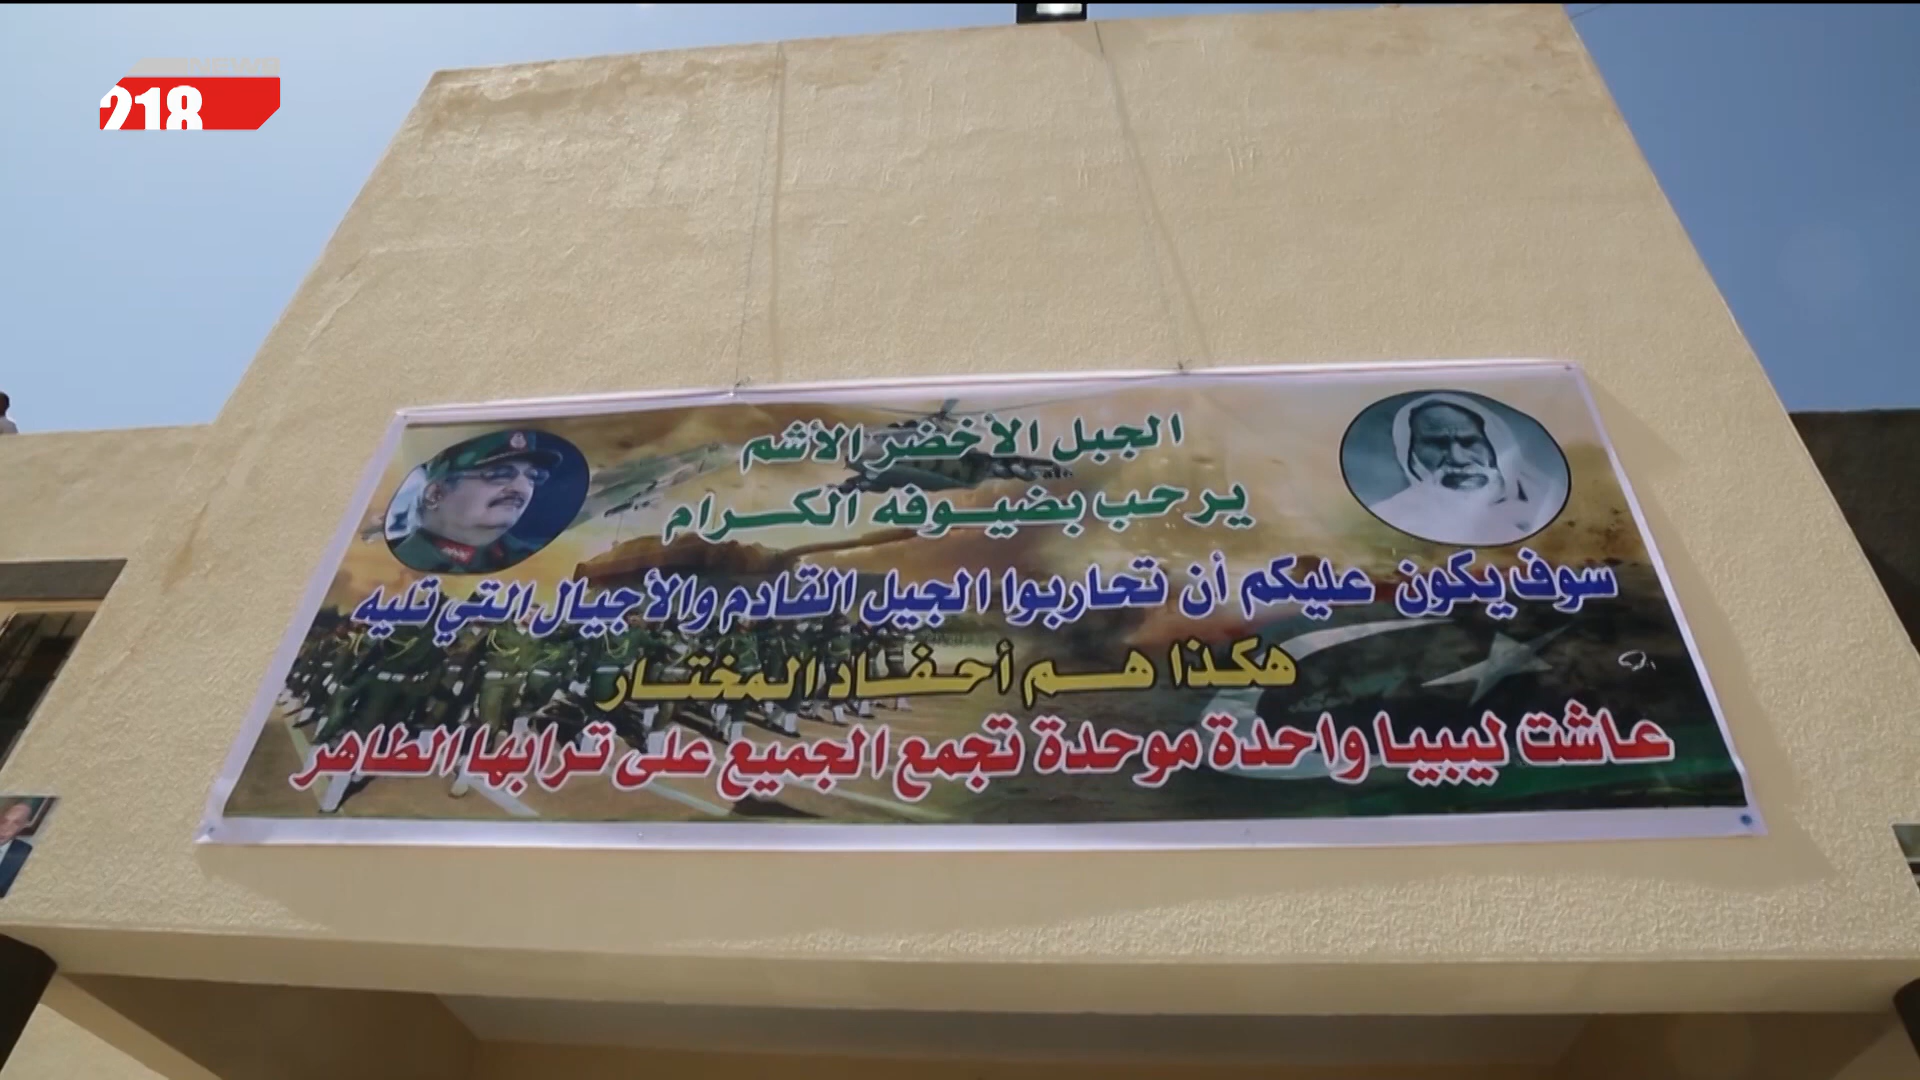 218
الجبل الأخضر الأشم
يرحب بضيوفه الكرام
سوف يكون عليكم أن تحاربوا الجيل القادم والأجيال التي تليه
هكذا هم أحفاد المختار
عاشت ليبيا واحدة موحدة تجمع الجميع على ترابها الطاهر